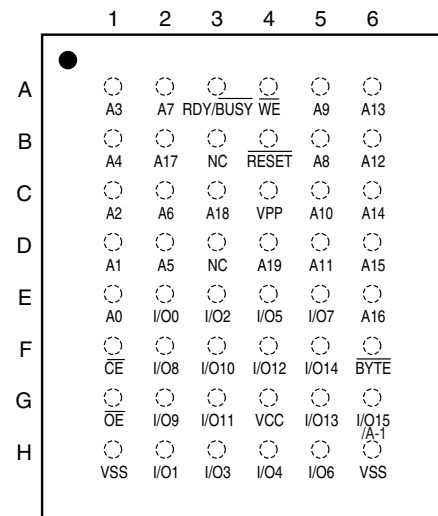 1 2 3 4 5 6
A
A3 A7 RDY/BUSY WE A9 A13
B
A4 A17 NC RESET A8 A12
C
A2 A6 A18 VPP A10 A14
D
A1 A5 NC A19 A11 A15
E
A0 I/O0 I/O2 I/O5 I/O7 A16
F
CE I/O8 I/O10 I/O12 I/O14 BYTE
G
OE I/O9 I/O11 VCC I/O13 I/O15
/A-1
H
VSS I/O1 I/O3 I/O4 I/O6 VSS